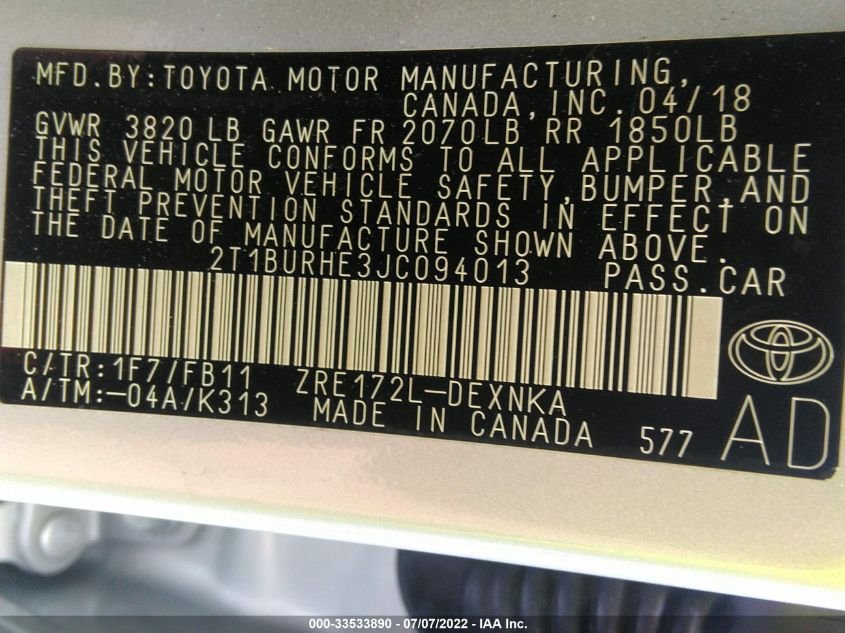 MFD.BY:TOYOTA MOTOR MANUFACTURING,
CANADA,INC.04/18
GVWR 3820 LB GAWR FR 2070LB RR 1850LB
THIS VEHICLE CONFORMS TO ALL APPLICABLE
FEDERAL MOTOR VEHICLE SAFETY,BUMPER,AND
THEFT PREVENTION STANDARDS IN EFFECT ON
THE DATE OF MANUFACTURE SHOWN ABOVE.
2T1BURHE3JC094013 PASS.CAR
C/TR:1F7/FB11 ZRE172L-DEXNKA
A/TM:-04A/K313 MADE IN CANADA 577 AD
000-33533890 - 07/07/2022 - IAA Inc.